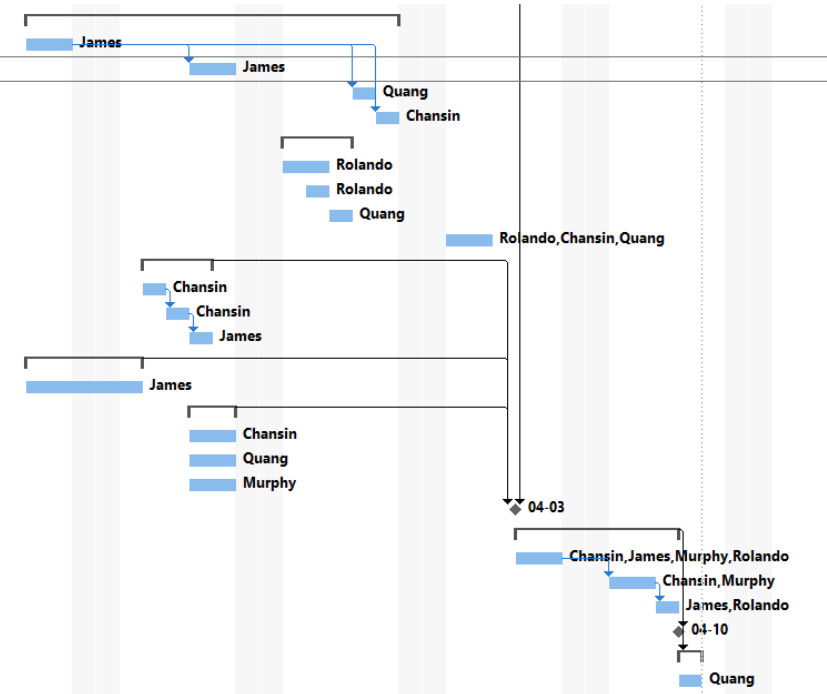 James
James
Quang
Chansin
Rolando
Rolando
Quang
Rolando,Chansin,Quang
Chansin
Chansin
James
James
Chansin
Quang
Murphy
04-03
Chansin,James,Murphy,Rolando
Chansin,Murphy
James,Rolando
04-10
Quang